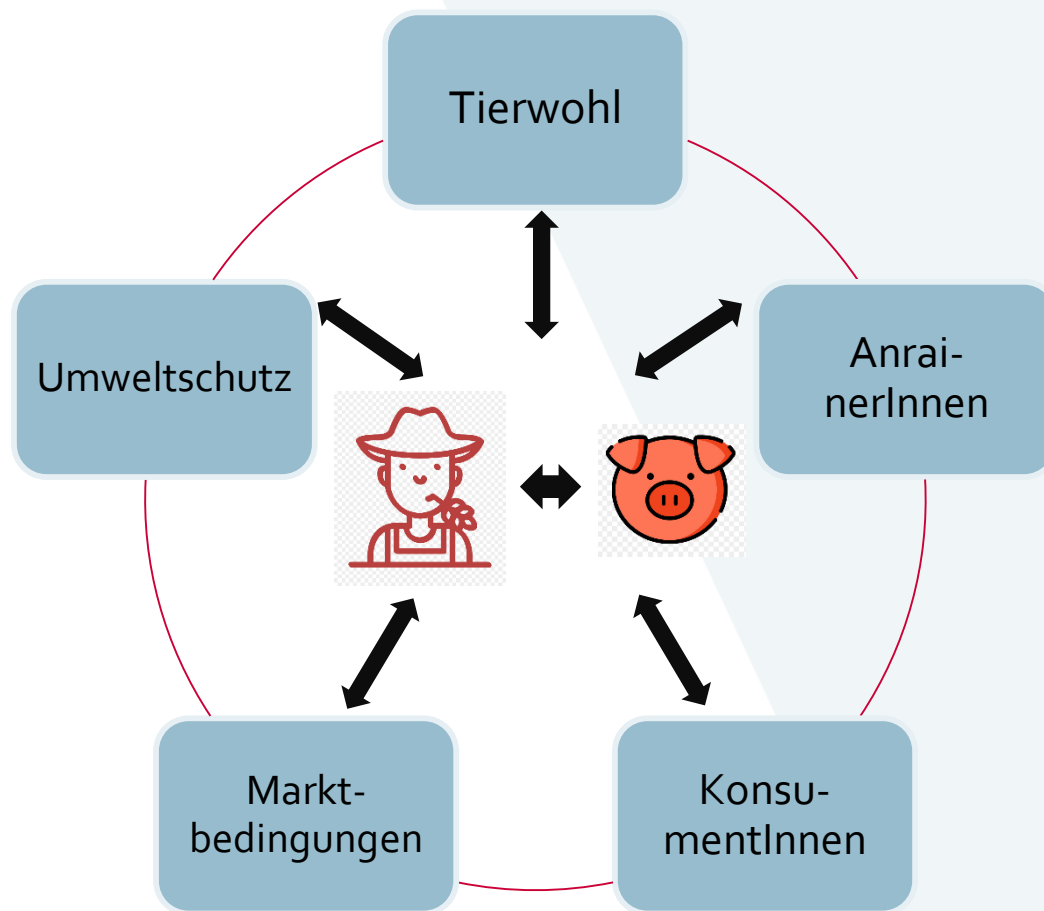 Tierwohl
Umweltschutz
Anrai-
nerInnen
Markt-
bedingungen
Konsu-
mentInnen